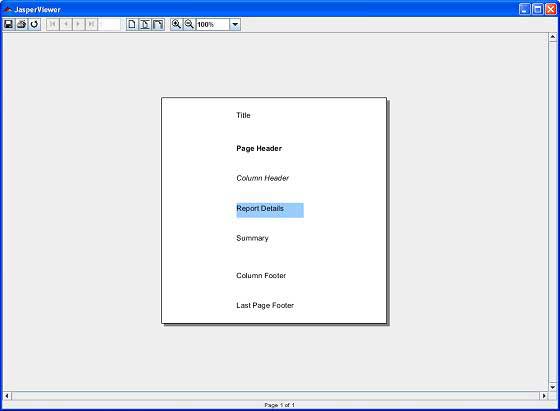 JasperViewer
100%
Title
Page Header
Column Header
Report Details
Summary
Column Footer
Last Page Footer
Page 1 of 1